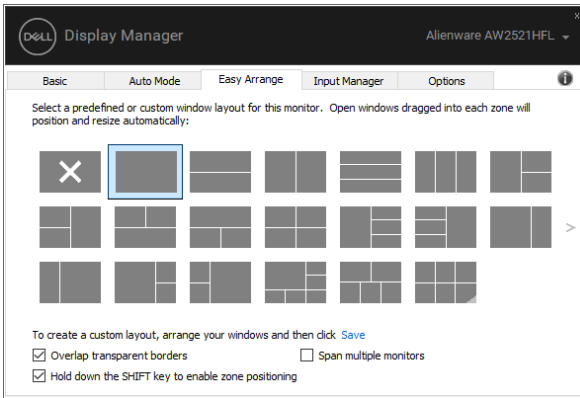 DELL Display Manager
Alienware AW2521HFL
Basic
Auto Mode
Easy Arrange
Input Manager
Options
Select a predefined or custom window layout for this monitor. Open windows dragged into each zone will
position and resize automatically:
To create a custom layout, arrange your windows and then click Save
Overlap transparent borders
Span multiple monitors
Hold down the SHIFT key to enable zone positioning